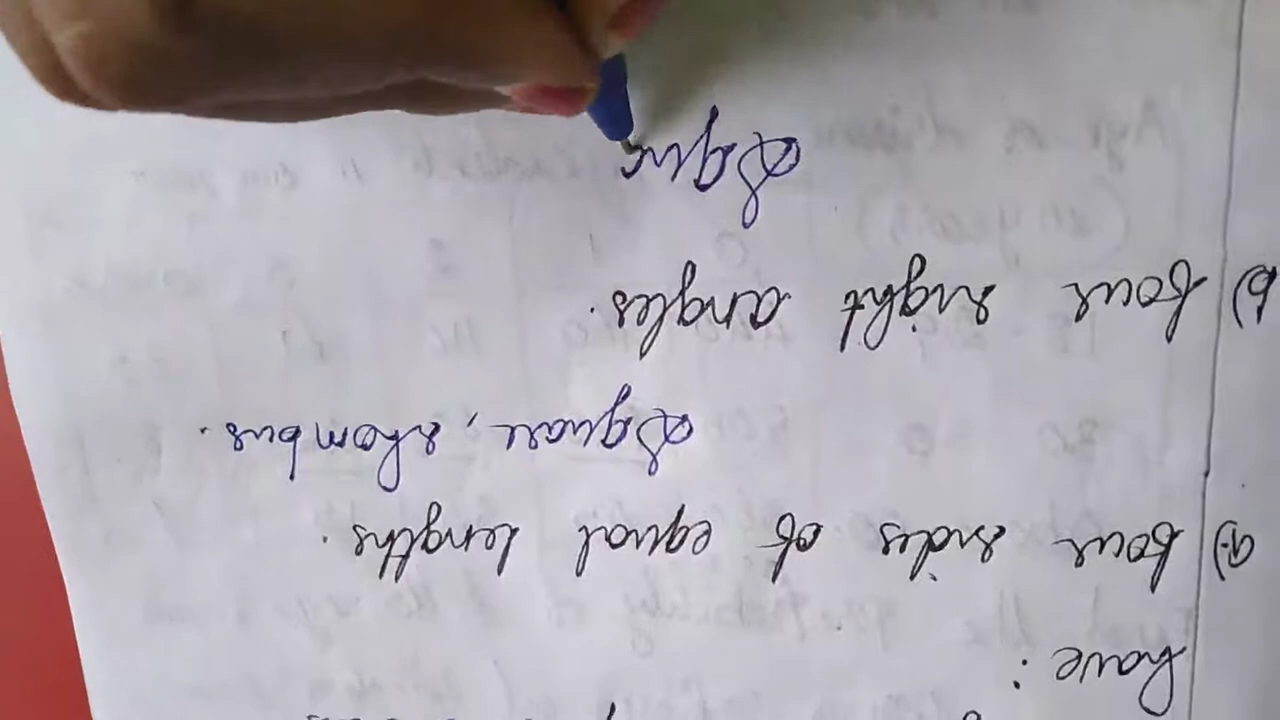 have:
a) four sides of equal lengths.
Square, rhombus.
b) four right angles.
Squa